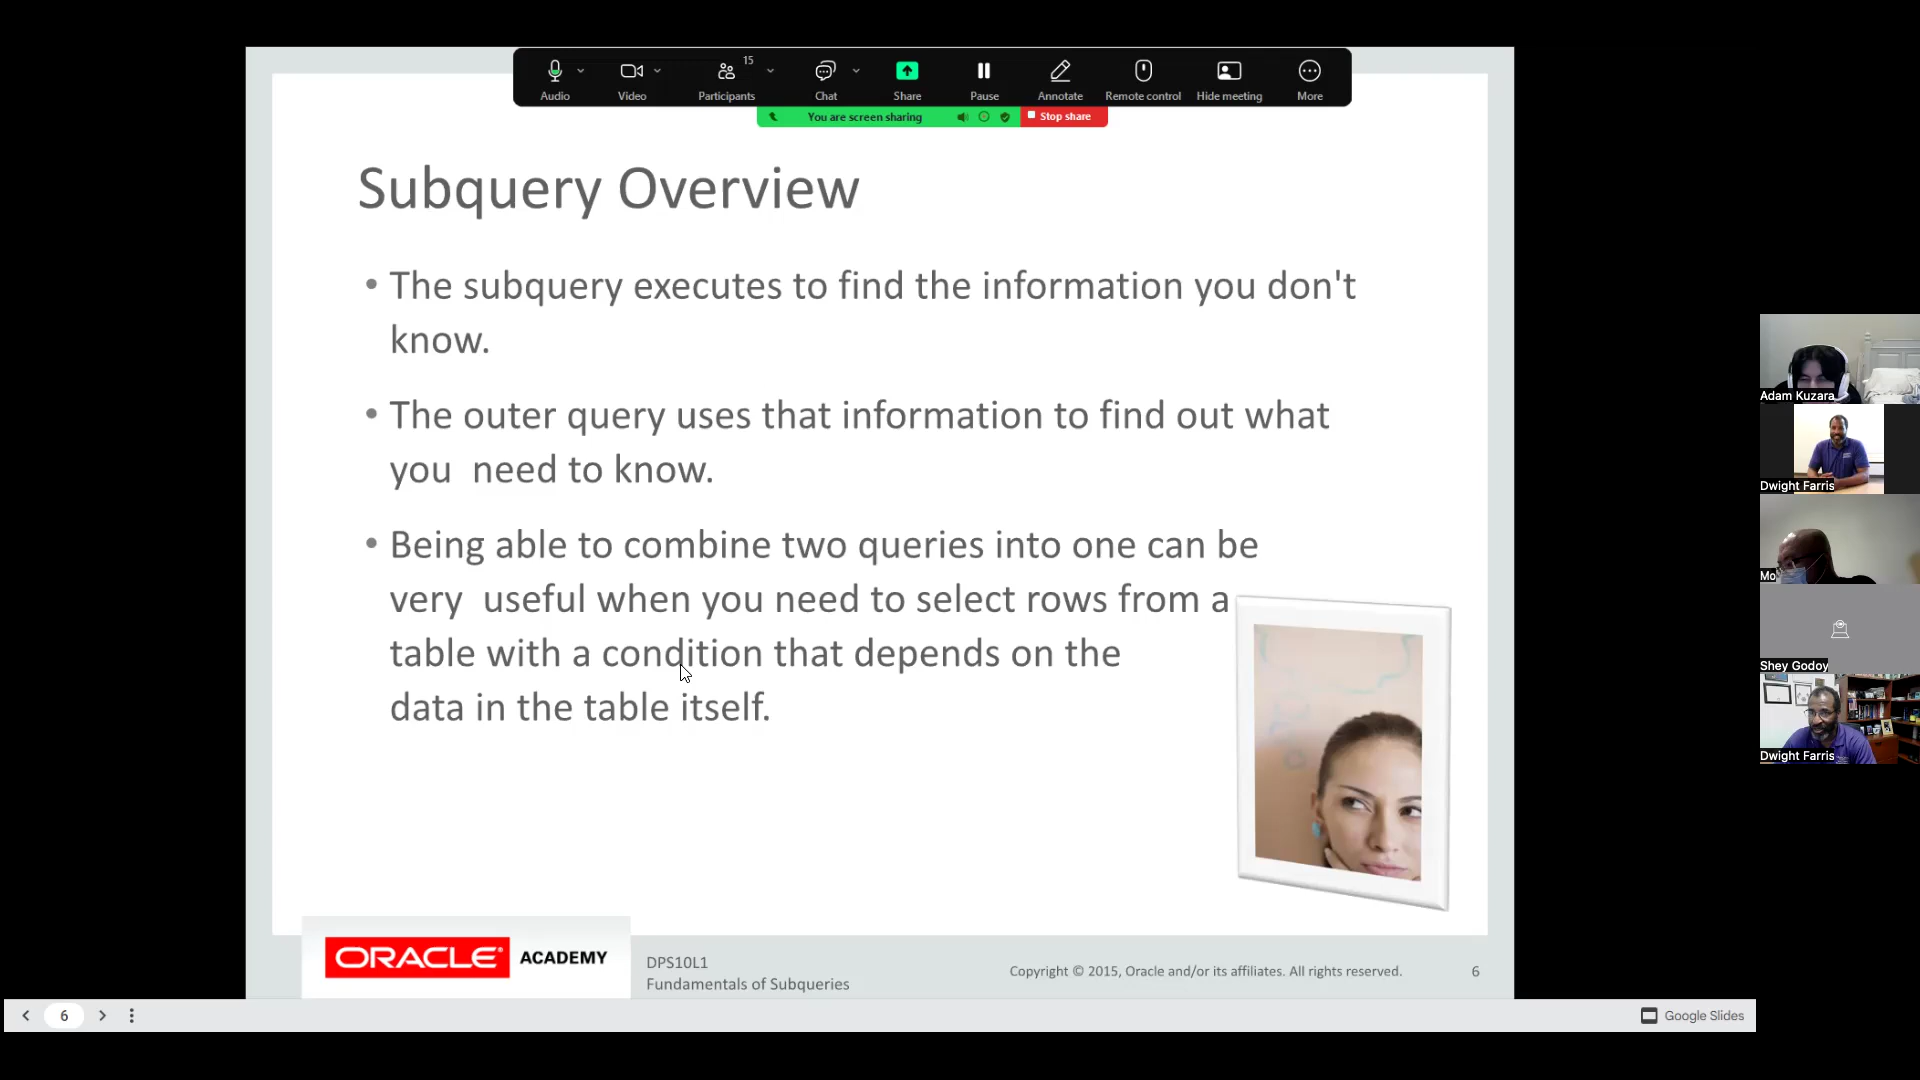 15
Audio
Video
Participants
Chat
Share
Pause
Annotate
Remote control
Hide meeting
More
You are screen sharing
Stop share
Subquery Overview
• The subquery executes to find the information you don't
know.
• The outer query uses that information to find out what
you  need to know.
• Being able to combine two queries into one can be
very  useful when you need to select rows from a
table with a condition that depends on the
data in the table itself.
Adam Kuzara
Dwight Farris
Mo
Shey Godoy
Dwight Farris
ORACLE® ACADEMY
DPS10L1
Fundamentals of Subqueries
Copyright © 2015, Oracle and/or its affiliates. All rights reserved.
6
6
Google Slides